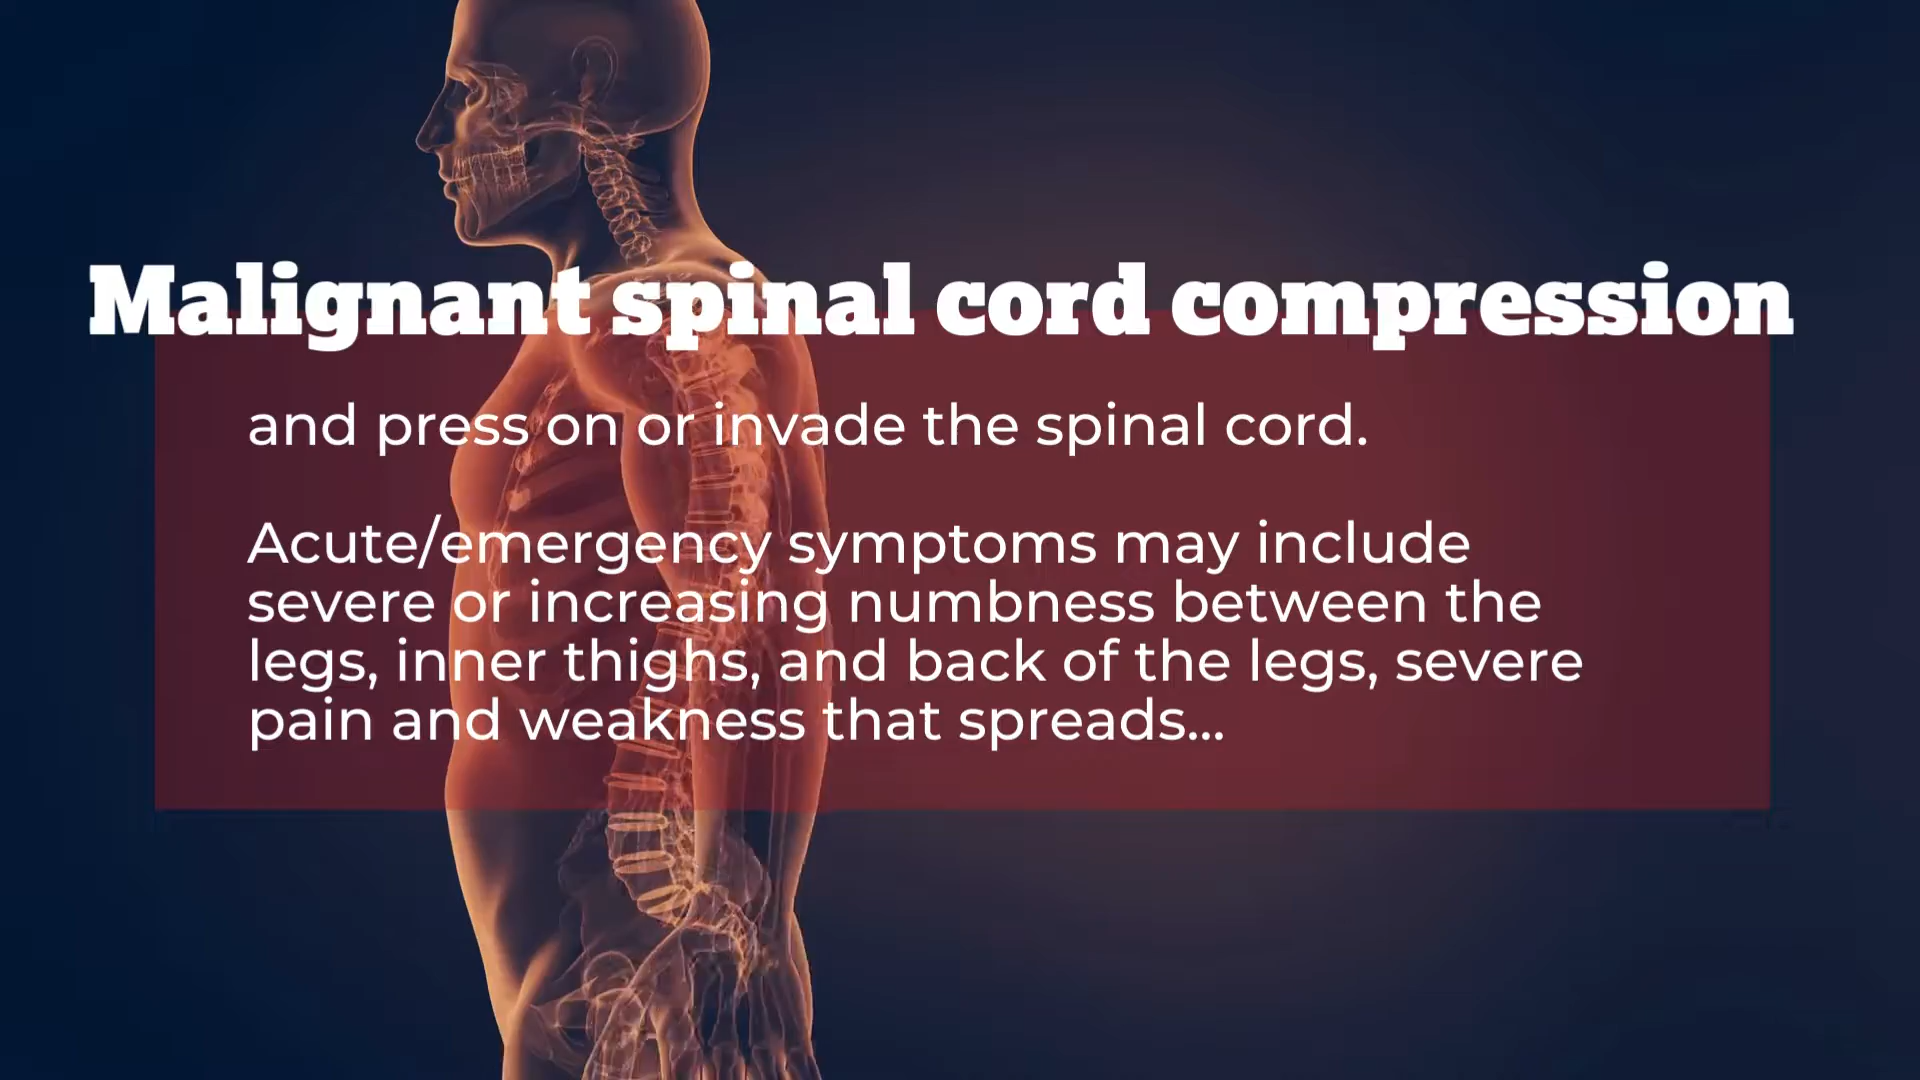 Malignant spinal cord compression
and press on or invade the spinal cord.
Acute/emergency symptoms may include
severe or increasing numbness between the
legs, inner thighs, and back of the legs, severe
pain and weakness that spreads...